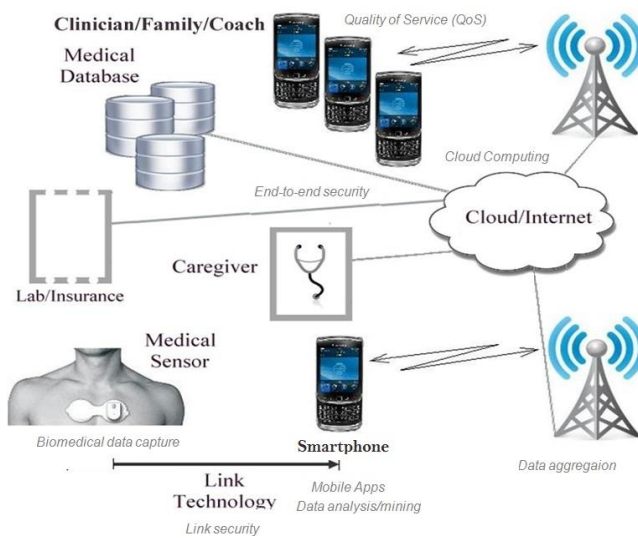 Clinician/Family/Coach
Quality of Service (QoS)
Medical
Database
Cloud Computing
End-to-end security
Cloud/Internet
Caregiver
Lab/Insurance
Medical
Sensor
Biomedical data capture
Smartphone
Data aggregaion
Link
Technology
Mobile Apps
Data analysis/mining
Link security